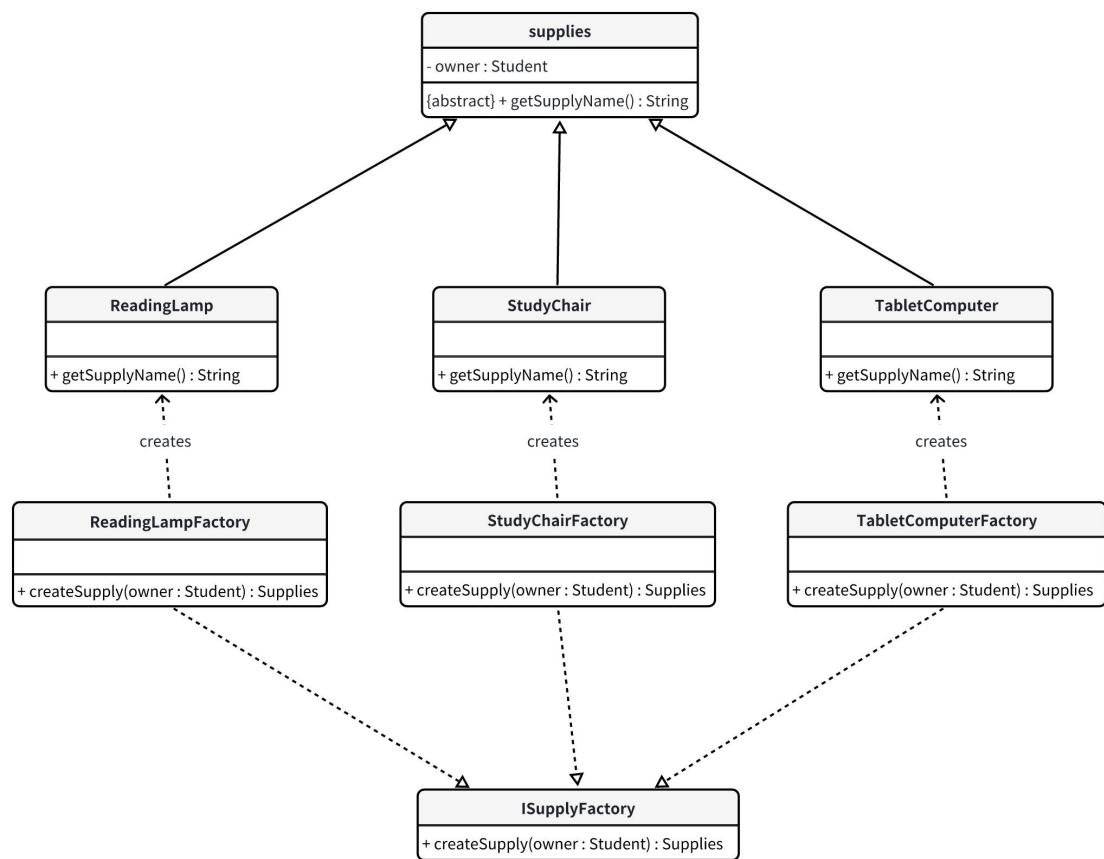 supplies
- owner : Student
{abstract} + getSupplyName() : String
ReadingLamp
+ getSupplyName() : String
StudyChair
+ getSupplyName() : String
TabletComputer
+ getSupplyName() : String
creates
creates
creates
ReadingLampFactory
+ createSupply(owner : Student) : Supplies
StudyChairFactory
+ createSupply(owner : Student) : Supplies
TabletComputerFactory
+ createSupply(owner : Student) : Supplies
ISupplyFactory
+ createSupply(owner : Student) : Supplies